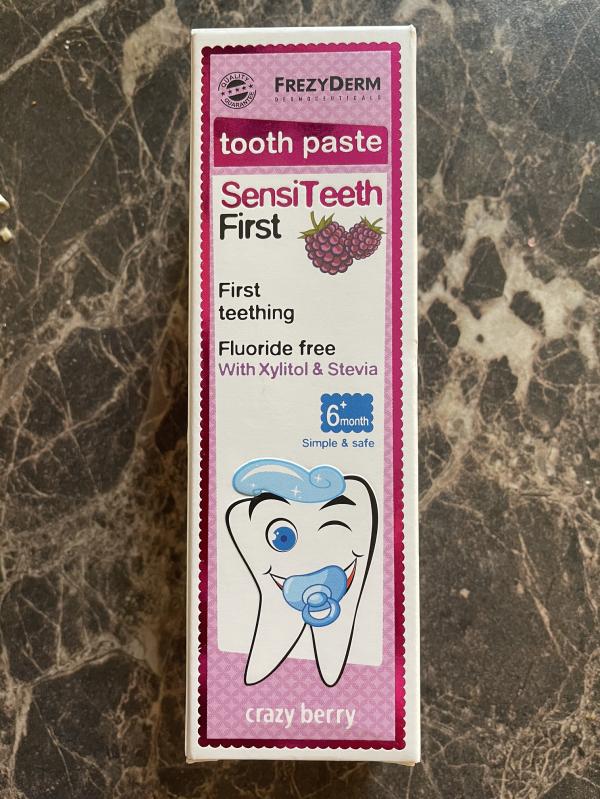 QUALITY
GUARANTEE
FREZYDERM
DERMOCEUTICALS
tooth paste
SensiTeeth
First
First
teething
Fluoride free
With Xylitol & Stevia
6+
month
Simple & safe
crazy berry